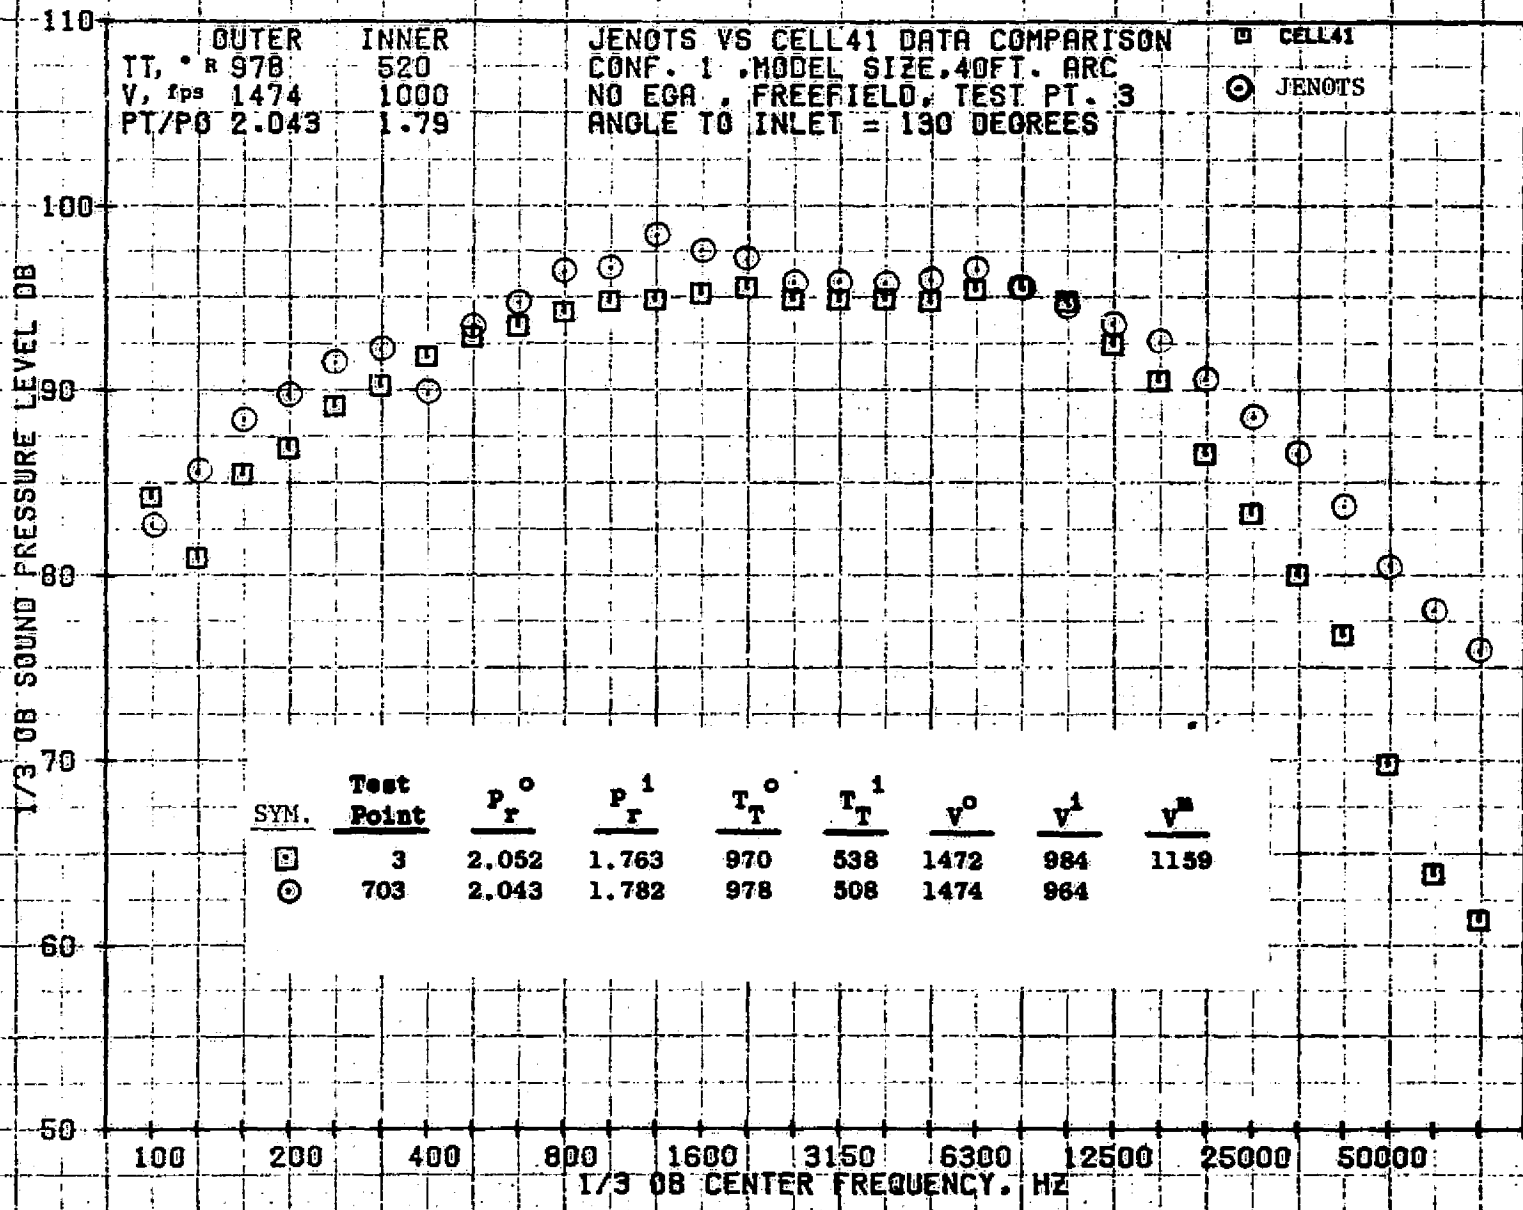 110
OUTER INNER
TT, ° R 978 520
V, fps 1474 1000
PT/P0 2.043 1.79
JENOTS VS CELL41 DATA COMPARISON
CONF. 1 .MODEL SIZE.40FT. ARC
NO EGA , FREEFIELD, TEST PT. 3
ANGLE TO INLET = 130 DEGREES
CELL41
JENOTS
100
90
80
70
60
50
1/3 OB SOUND PRESSURE LEVEL DB
SYM. Test Point Pr^o Pr^i TT^o TT^i V^o V^i V^m
3 2.052 1.763 970 538 1472 984 1159
703 2.043 1.782 978 508 1474 964
100 200 400 800 1600 3150 6300 12500 25000 50000
1/3 OB CENTER FREQUENCY. HZ